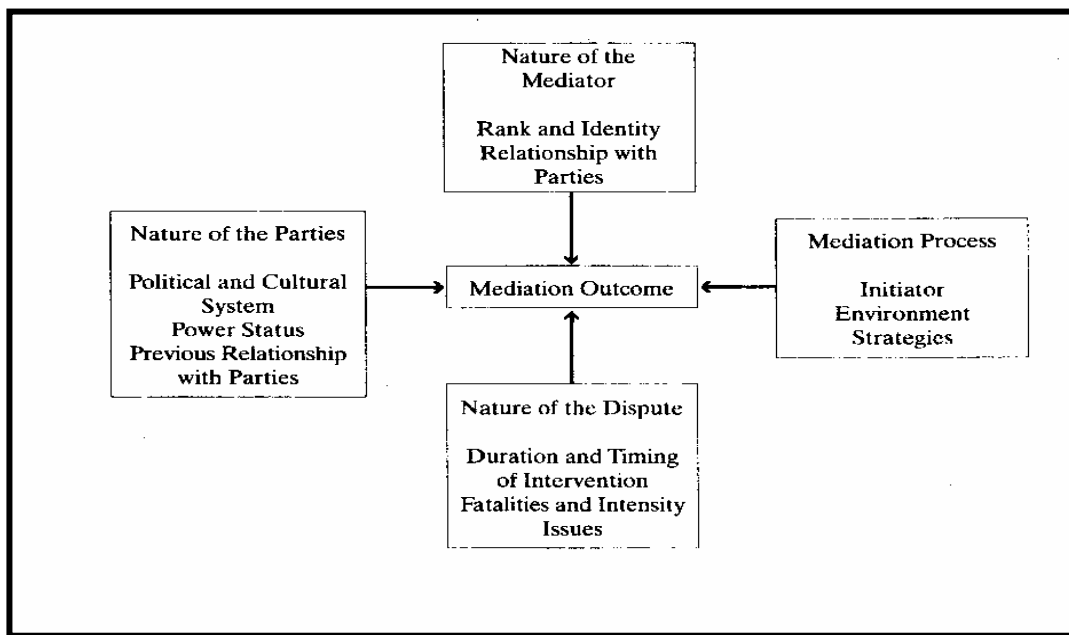 Nature of the
Mediator
Rank and Identity
Relationship with
Parties
Nature of the Parties
Political and Cultural
System
Power Status
Previous Relationship
with Parties
Mediation Outcome
Mediation Process
Initiator
Environment
Strategies
Nature of the Dispute
Duration and Timing
of Intervention
Fatalities and Intensity
Issues